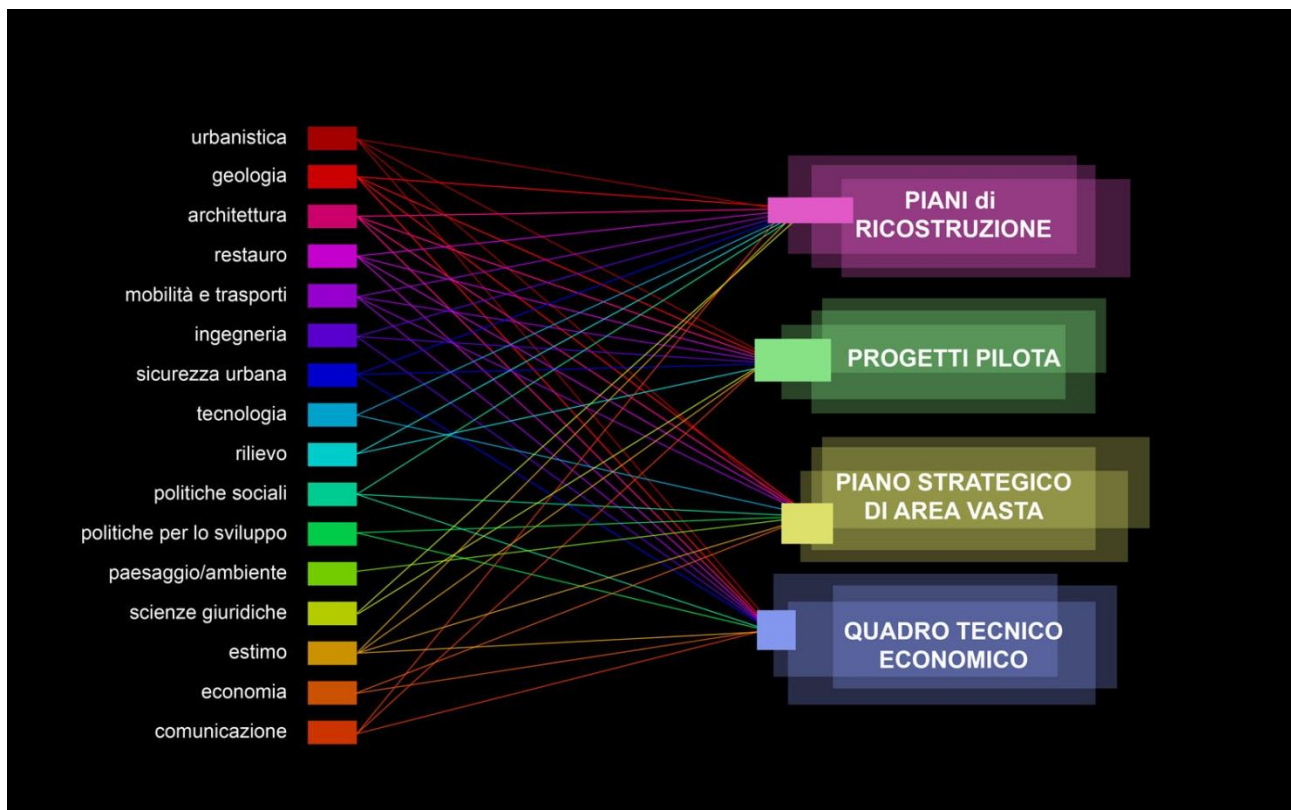 urbanistica
geologia
architettura
restauro
mobilità e trasporti
ingegneria
sicurezza urbana
tecnologia
rilievo
politiche sociali
politiche per lo sviluppo
paesaggio/ambiente
scienze giuridiche
estimo
economia
comunicazione
PIANI di
RICOSTRUZIONE
PROGETTI PILOTA
PIANO STRATEGICO
DI AREA VASTA
QUADRO TECNICO
ECONOMICO